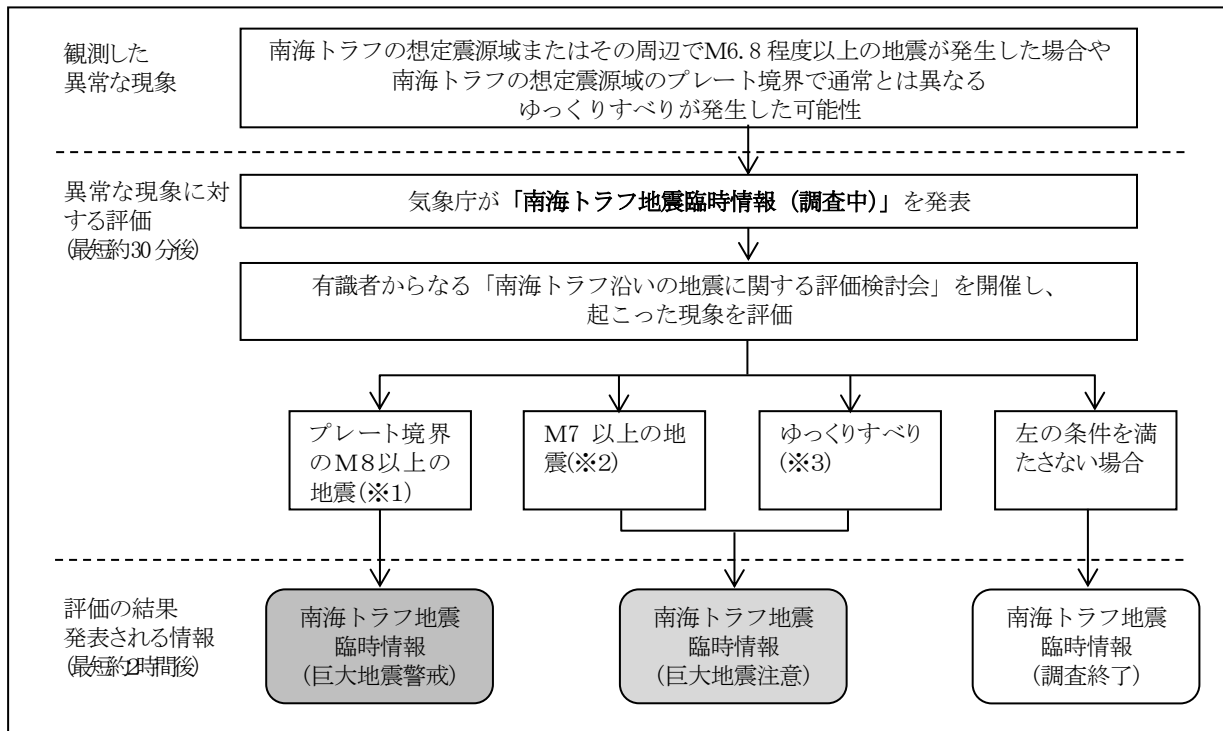 観測した
異常な現象
南海トラフの想定震源域またはその周辺でM6.8程度以上の地震が発生した場合や
南海トラフの想定震源域のプレート境界で通常とは異なる
ゆっくりすべりが発生した可能性
異常な現象に対
する評価
(最短約30分後)
気象庁が「南海トラフ地震臨時情報（調査中）」を発表
有識者からなる「南海トラフ沿いの地震に関する評価検討会」を開催し、
起こった現象を評価
プレート境界
のM8以上の
地震(※1)
M7 以上の地
震(※2)
ゆっくりすべり
(※3)
左の条件を満
たさない場合
評価の結果
発表される情報
(最短約2時間後)
南海トラフ地震
臨時情報
(巨大地震警戒)
南海トラフ地震
臨時情報
(巨大地震注意)
南海トラフ地震
臨時情報
(調査終了)